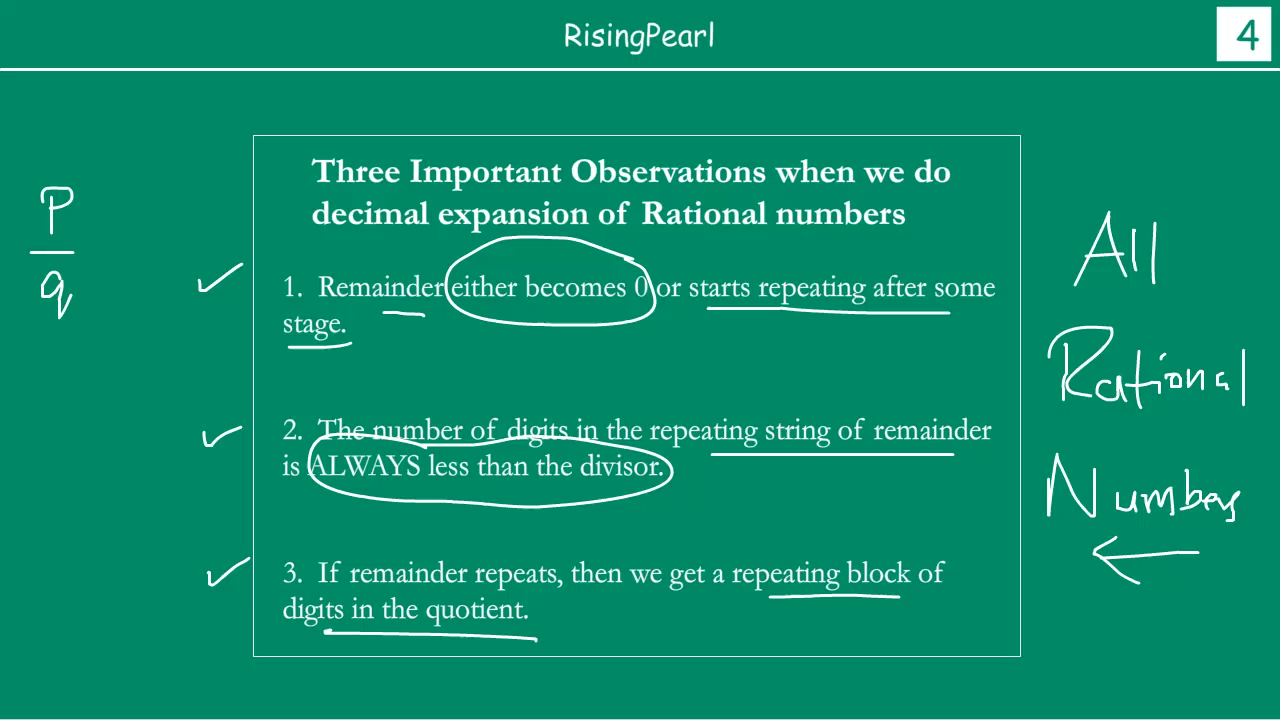 RisingPearl
4
Three Important Observations when we do
decimal expansion of Rational numbers
1. Remainder either becomes 0 or starts repeating after some
stage.
2. The number of digits in the repeating string of remainder
is ALWAYS less than the divisor.
3. If remainder repeats, then we get a repeating block of
digits in the quotient.
P
q
All
Rational
Numbers